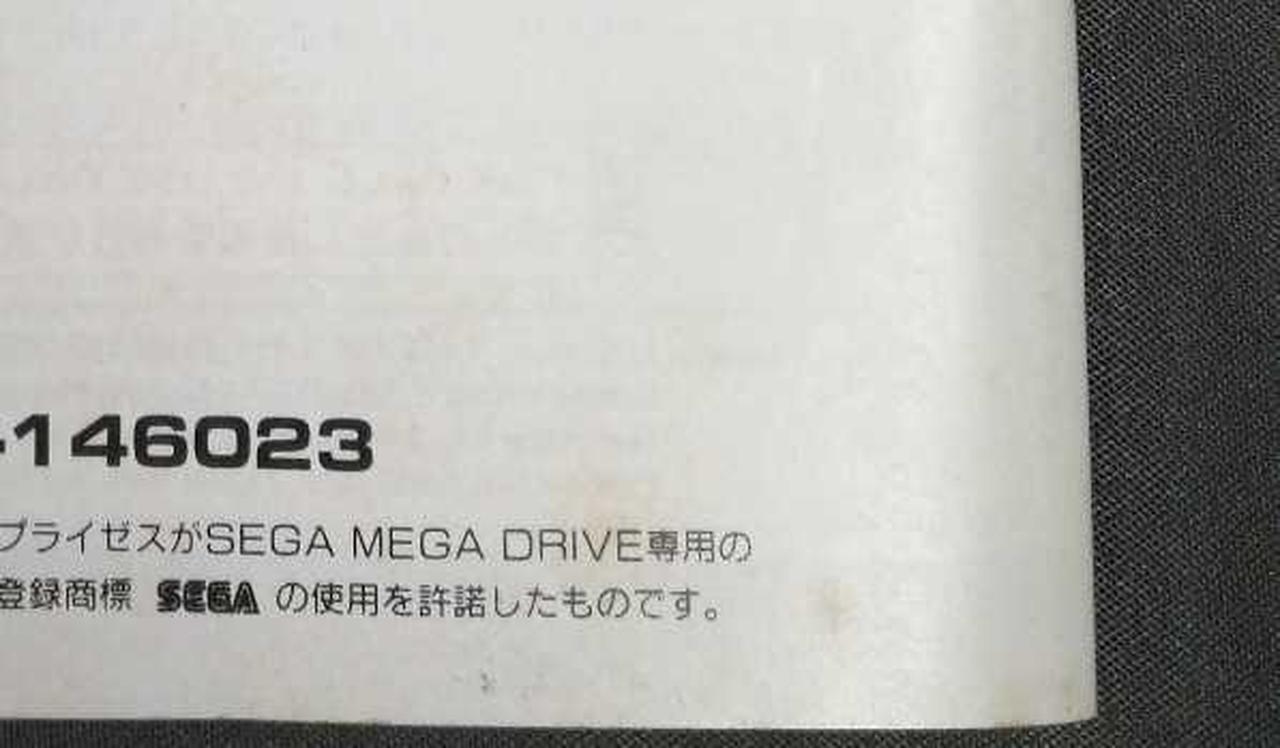 -146023
プライゼスがSEGA MEGA DRIVE専用の
登録商標 SEGA の使用を許諾したものです。